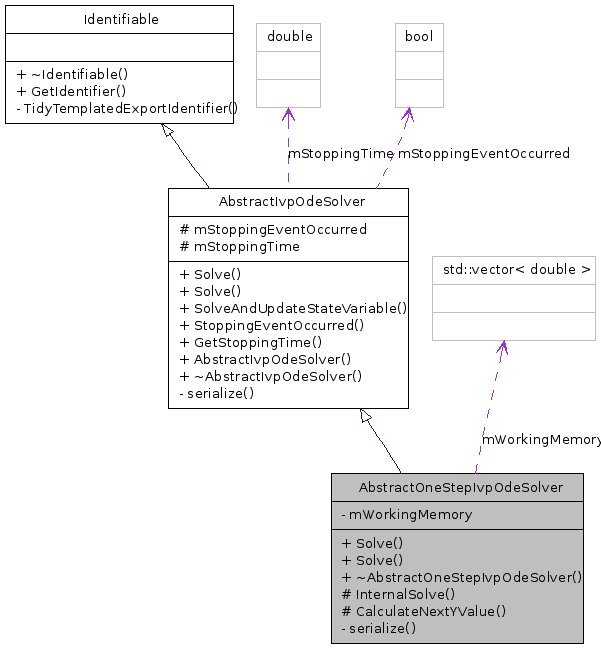 Identifiable
+ ~Identifiable()
+ GetIdentifier()
- TidyTemplatedExportIdentifier()
double
bool
mStoppingTime
mStoppingEventOccurred
AbstractIvpOdeSolver
# mStoppingEventOccurred
# mStoppingTime
+ Solve()
+ Solve()
+ SolveAndUpdateStateVariable()
+ StoppingEventOccurred()
+ GetStoppingTime()
+ AbstractIvpOdeSolver()
+ ~AbstractIvpOdeSolver()
- serialize()
std::vector< double >
mWorkingMemory
AbstractOneStepIvpOdeSolver
- mWorkingMemory
+ Solve()
+ Solve()
+ ~AbstractOneStepIvpOdeSolver()
# InternalSolve()
# CalculateNextYValue()
- serialize()